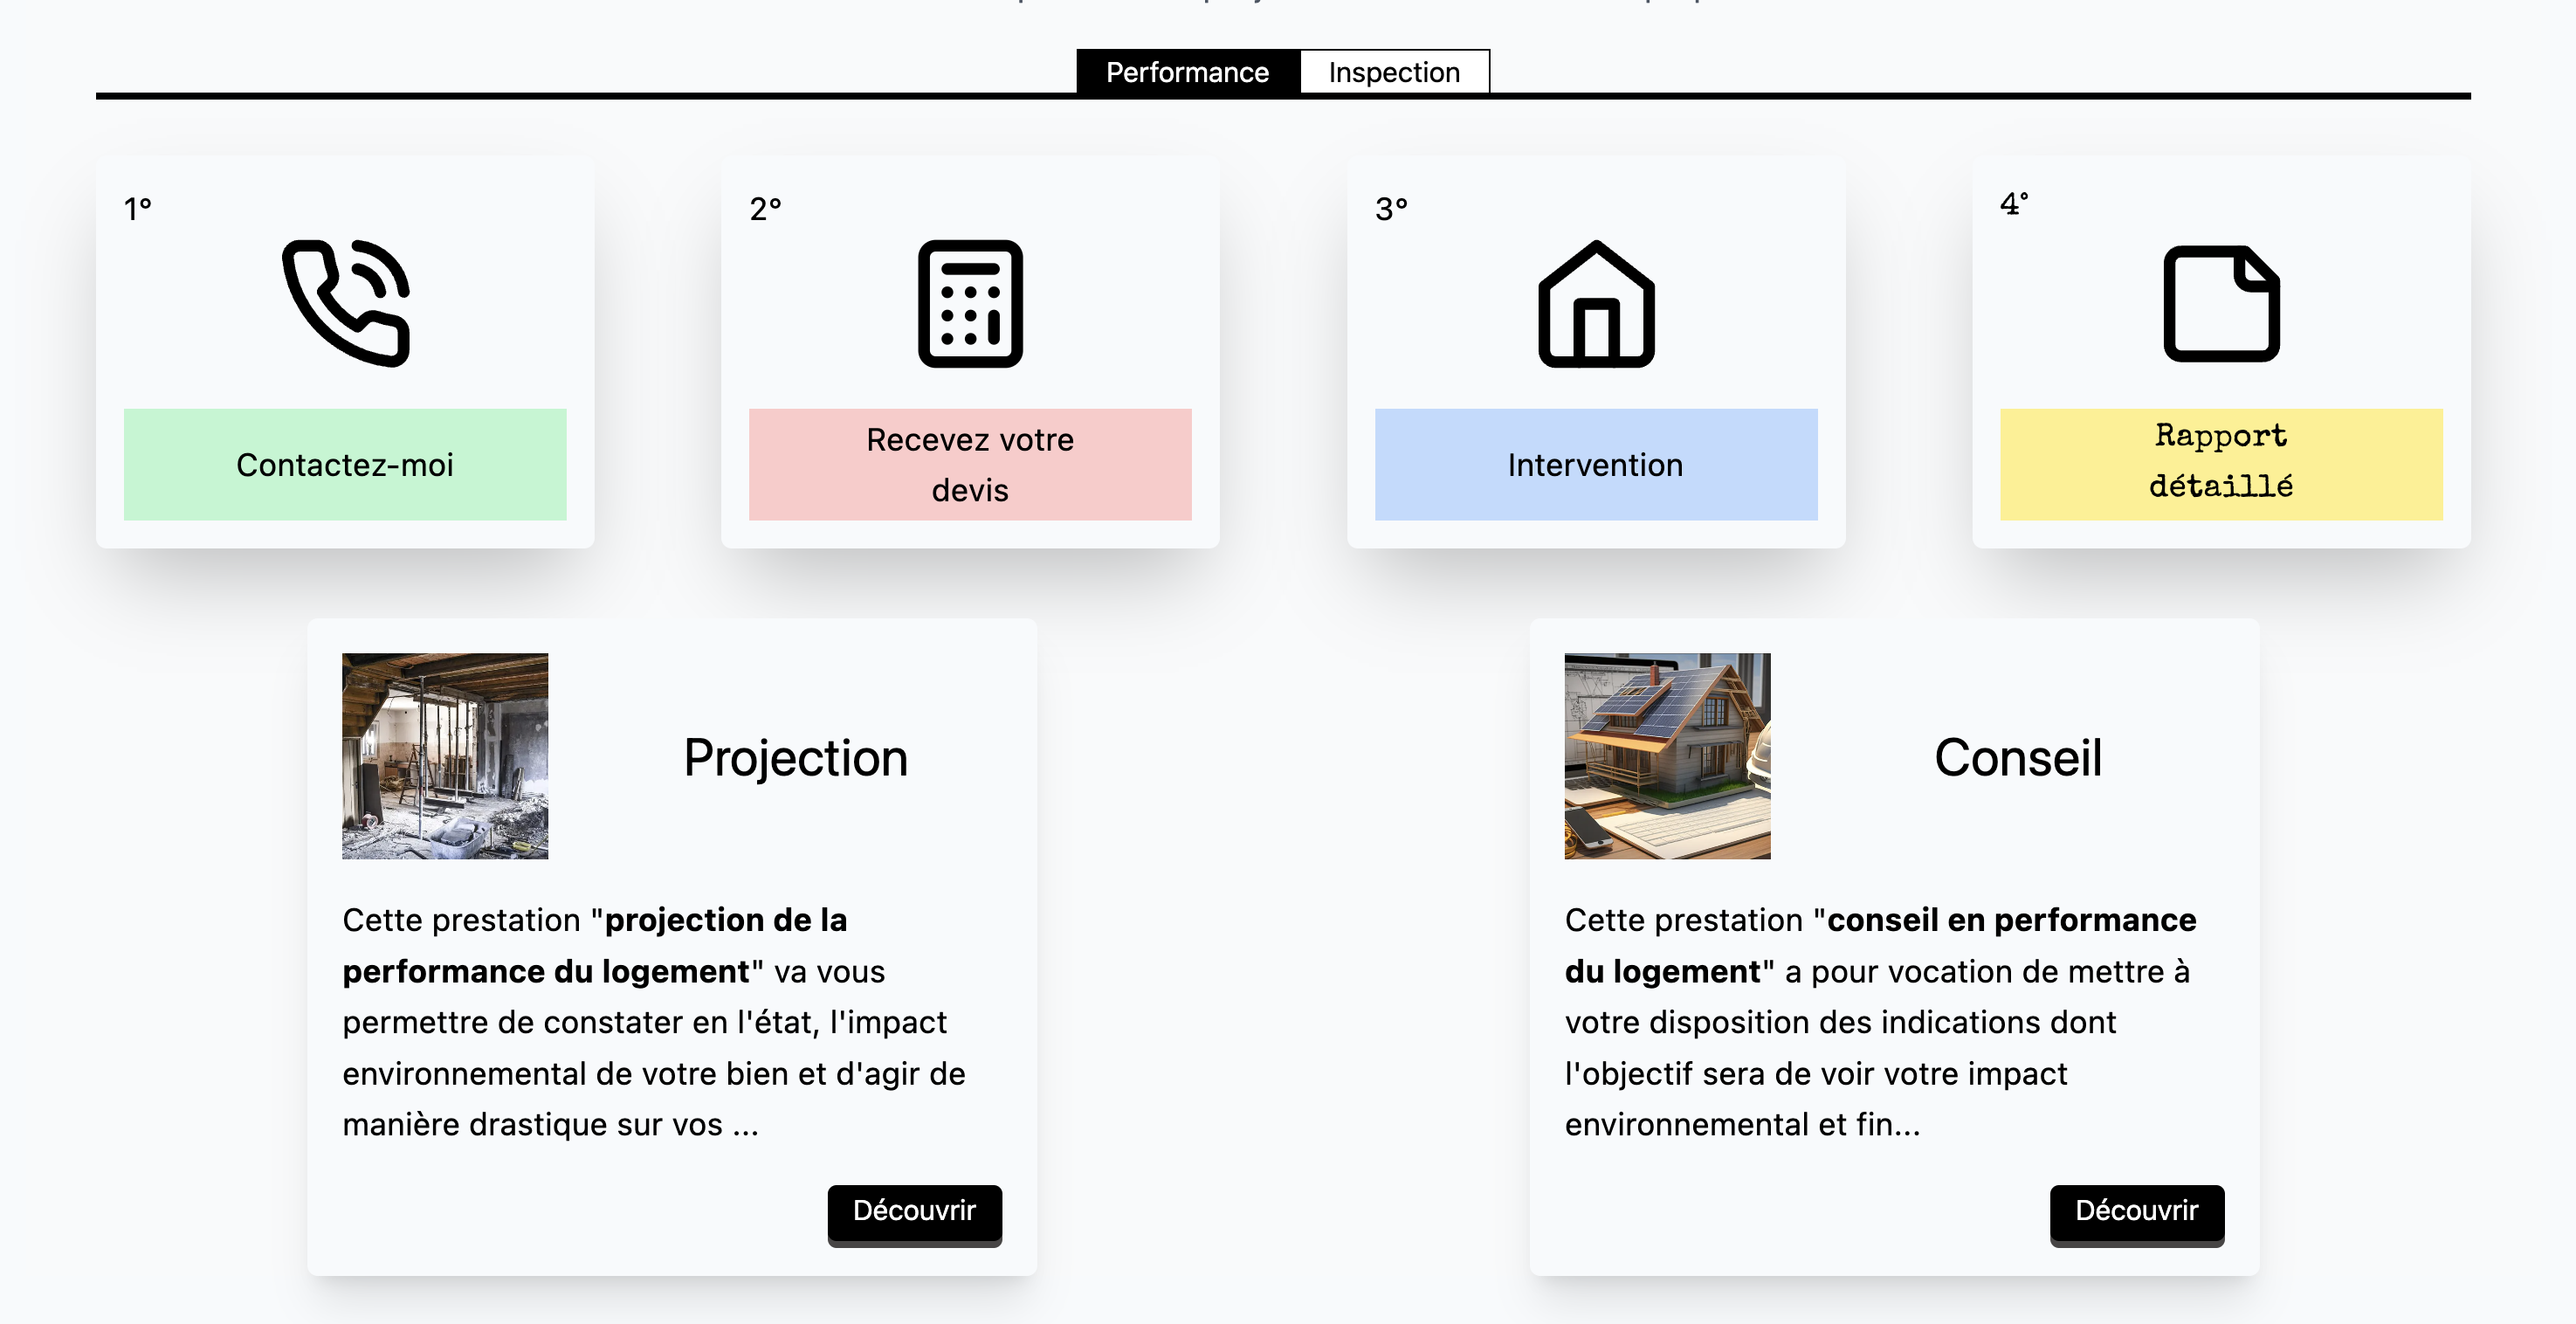 Performance
Inspection
1°
2°
3°
4°
Contactez-moi
Recevez votre
devis
Intervention
Rapport
détaillé
Projection
Cette prestation "projection de la
performance du logement" va vous
permettre de constater en l'état, l'impact
environnemental de votre bien et d'agir de
manière drastique sur vos ...
Découvrir
Conseil
Cette prestation "conseil en performance
du logement" a pour vocation de mettre à
votre disposition des indications dont
l'objectif sera de voir votre impact
environnemental et fin...
Découvrir